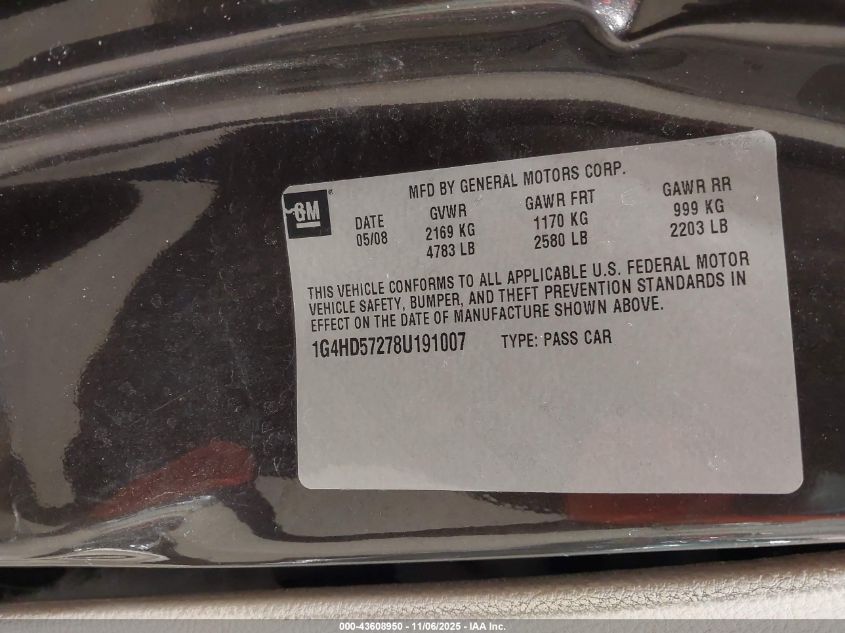 GM
MFD BY GENERAL MOTORS CORP.
DATE GVWR GAWR FRT GAWR RR
05/08 2169 KG 1170 KG 999 KG
4783 LB 2580 LB 2203 LB
THIS VEHICLE CONFORMS TO ALL APPLICABLE U.S. FEDERAL MOTOR
VEHICLE SAFETY, BUMPER, AND THEFT PREVENTION STANDARDS IN
EFFECT ON THE DATE OF MANUFACTURE SHOWN ABOVE.
1G4HD57278U191007 TYPE: PASS CAR
000-43608950 - 11/06/2025 - IAA Inc.